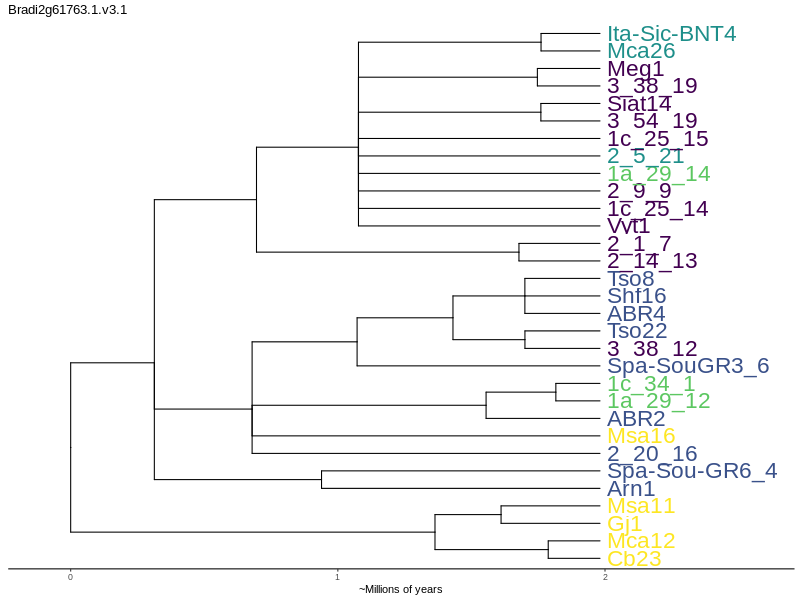 Bradi2g61763.1.v3.1
Ita-Sic-BNT4
Mca26
Meg1
3_38_19
Siat14
3_54_19
1c_25_15
2_5_21
1a_29_14
2_9_9
1c_25_14
Vvt1
2_1_7
2_14_13
Tso8
Shf16
ABR4
Tso22
3_38_12
Spa-SouGR3_6
1c_34_1
1a_29_12
ABR2
Msa16
2_20_16
Spa-Sou-GR6_4
Arn1
Msa11
Gj1
Mca12
Cb23
0 1 2
~Millions of years